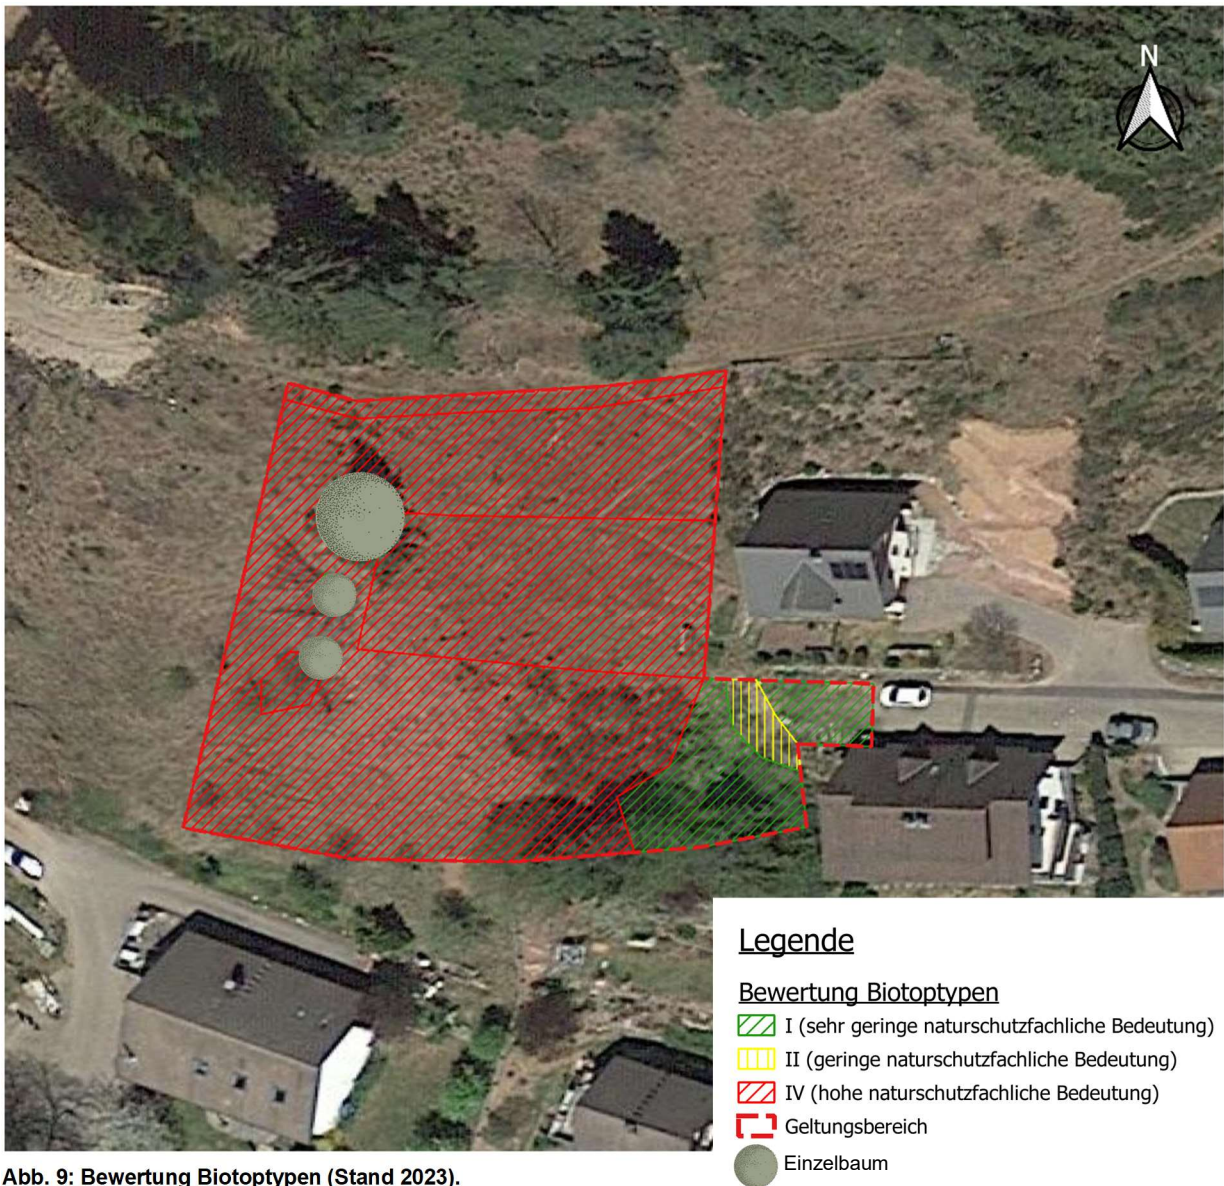 N
Legende
Bewertung Biotoptypen
I (sehr geringe naturschutzfachliche Bedeutung)
II (geringe naturschutzfachliche Bedeutung)
IV (hohe naturschutzfachliche Bedeutung)
Geltungsbereich
Einzelbaum
Abb. 9: Bewertung Biotoptypen (Stand 2023).